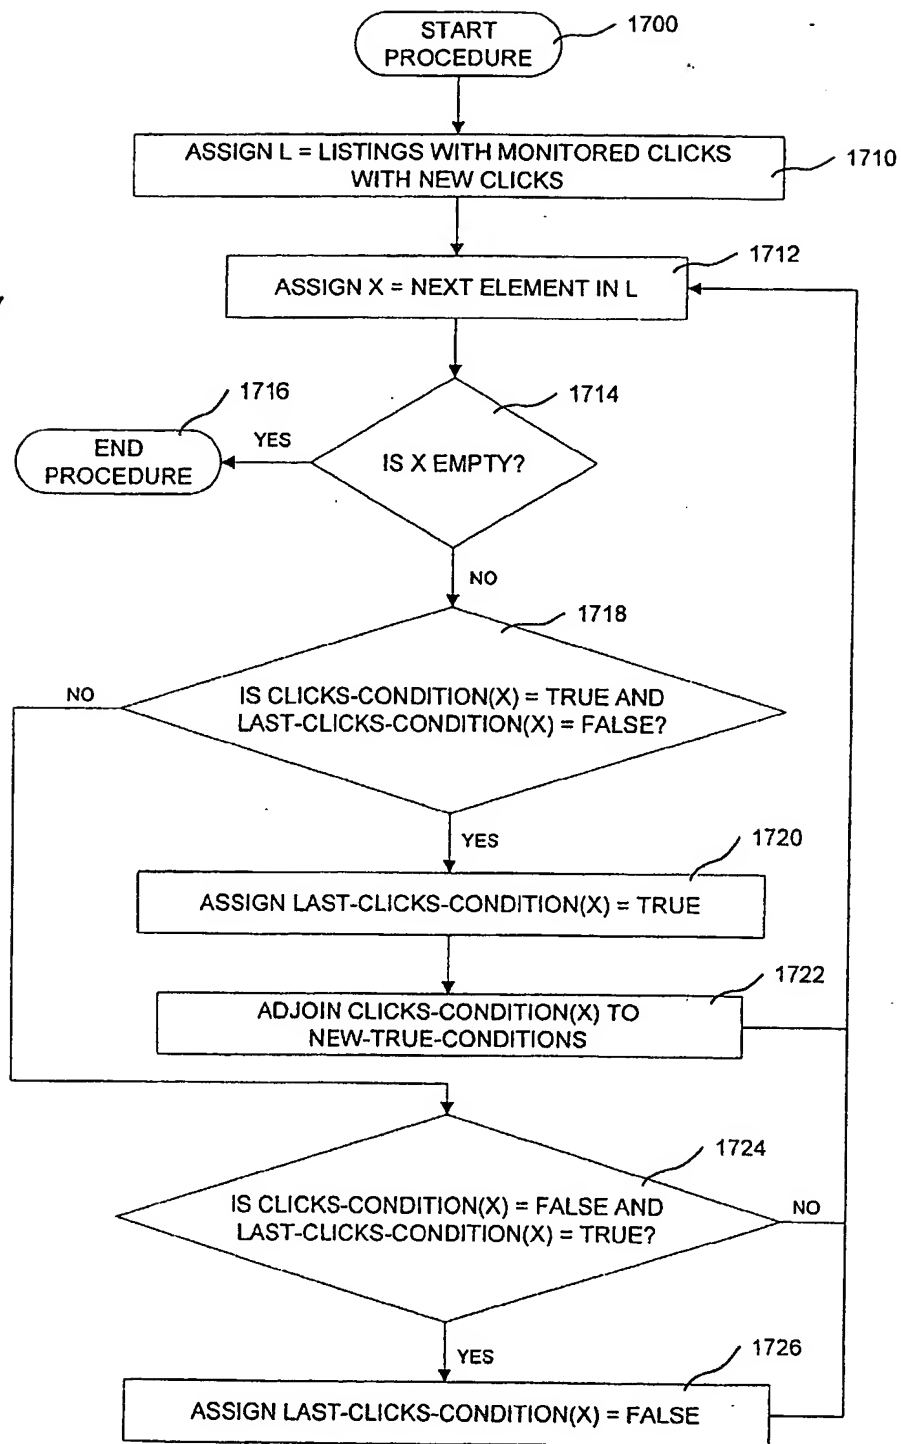 START
PROCEDURE
1700
ASSIGN L = LISTINGS WITH MONITORED CLICKS
WITH NEW CLICKS
1710
1712
ASSIGN X = NEXT ELEMENT IN L
1714
1716
END
PROCEDURE
YES
IS X EMPTY?
NO
1718
NO
IS CLICKS-CONDITION(X) = TRUE AND
LAST-CLICKS-CONDITION(X) = FALSE?
YES
1720
ASSIGN LAST-CLICKS-CONDITION(X) = TRUE
1722
ADJOIN CLICKS-CONDITION(X) TO
NEW-TRUE-CONDITIONS
1724
IS CLICKS-CONDITION(X) = FALSE AND
LAST-CLICKS-CONDITION(X) = TRUE?
NO
YES
1726
ASSIGN LAST-CLICKS-CONDITION(X) = FALSE